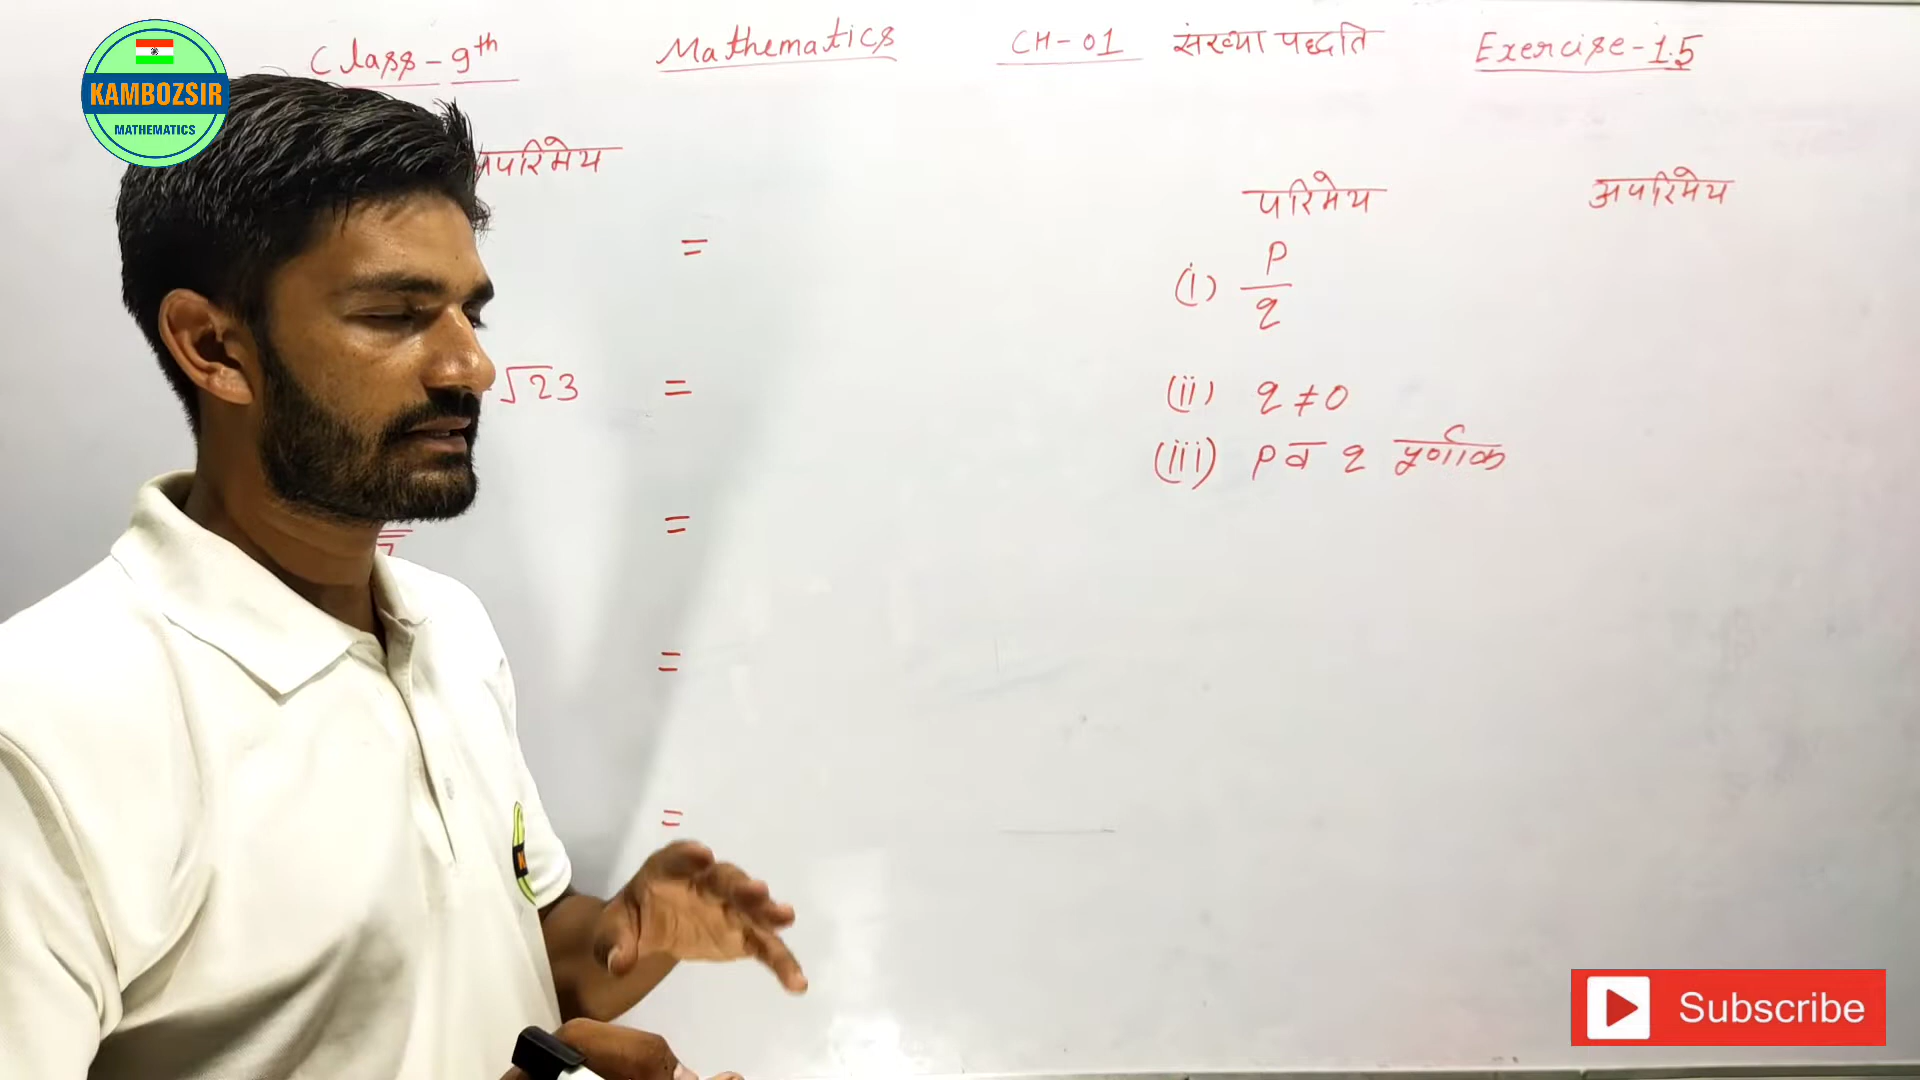 KAMBOZSIR
MATHEMATICS
Class - 9th Mathematics CH-01 संख्या पद्धति Exercise - 1.5
अपरिमेय
=
√23 =
=
=
=
परिमेय अपरिमेय
(i) p/q
(ii) q ≠ 0
(iii) p व q पूर्णांक
Subscribe